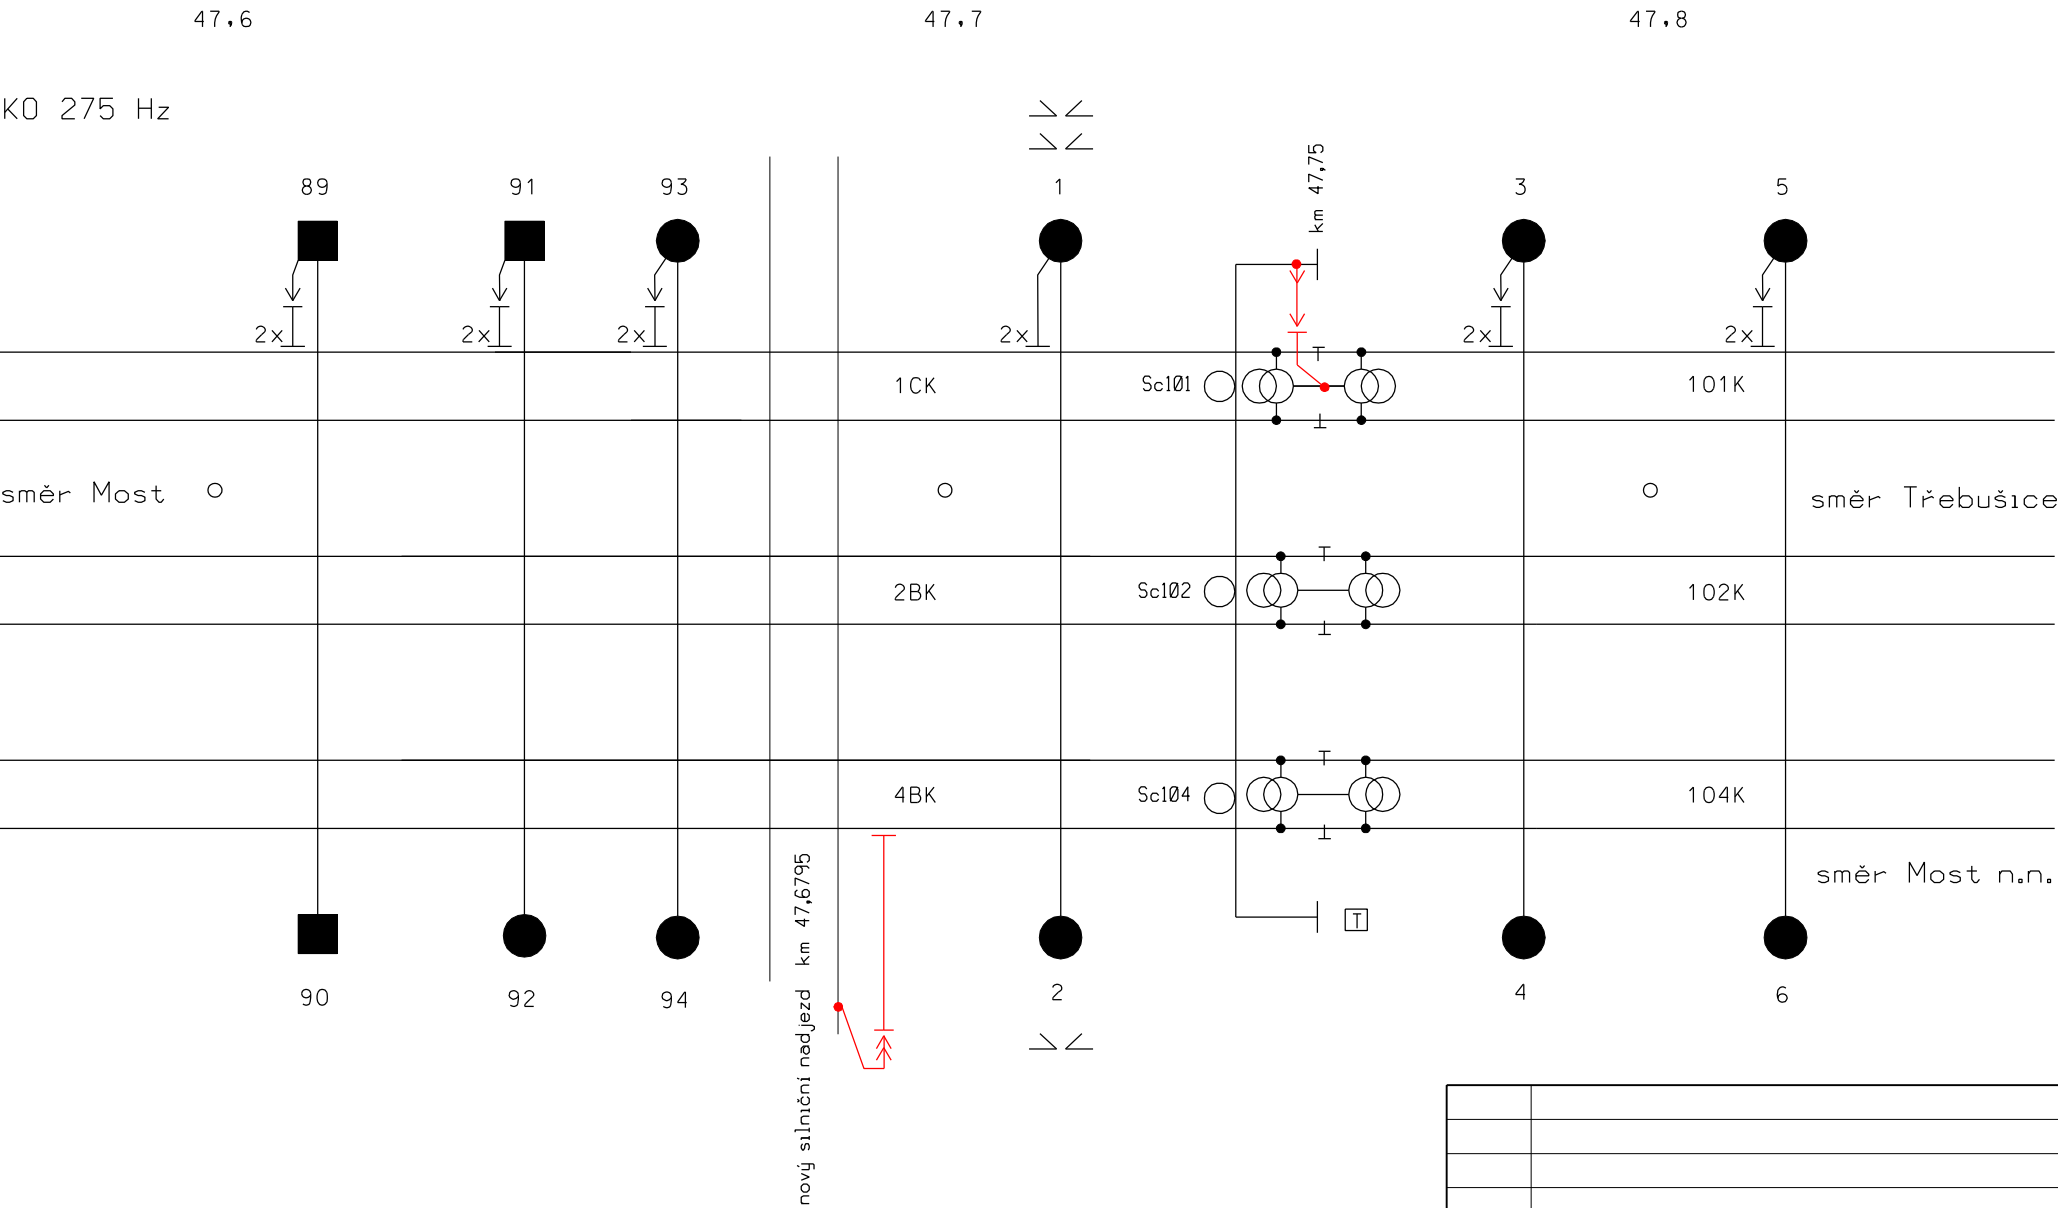 47,6
47,7
47,8
KO 275 Hz
km 47,75
89
91
93
1
3
5
2x
2x
2x
2x
2x
2x
1CK
Sc101
101K
směr Most
směr Třebušice
2BK
Sc102
102K
4BK
Sc104
104K
nový silniční nadjezd km 47,6795
směr Most n.n.
T
90
92
94
2
4
6